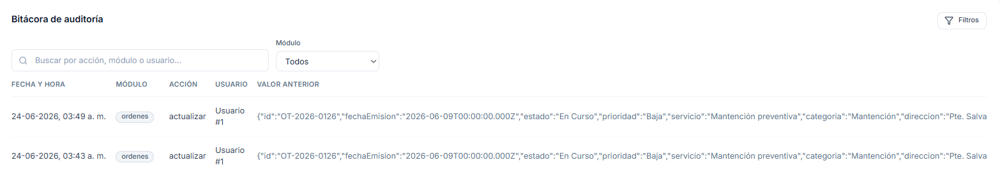 Bitácora de auditoría
Filtros
Módulo
Buscar por acción, módulo o usuario...
Todos
FECHA Y HORA MÓDULO ACCIÓN USUARIO VALOR ANTERIOR
24-06-2026, 03:49 a. m. ordenes actualizar Usuario #1 {"id":"OT-2026-0126","fechaEmision":"2026-06-09T00:00:00.000Z","estado":"En Curso","prioridad":"Baja","servicio":"Mantención preventiva","categoria":"Mantención","direccion":"Pte. Salva
24-06-2026, 03:43 a. m. ordenes actualizar Usuario #1 {"id":"OT-2026-0126","fechaEmision":"2026-06-09T00:00:00.000Z","estado":"En Curso","prioridad":"Baja","servicio":"Mantención preventiva","categoria":"Mantención","direccion":"Pte. Salva